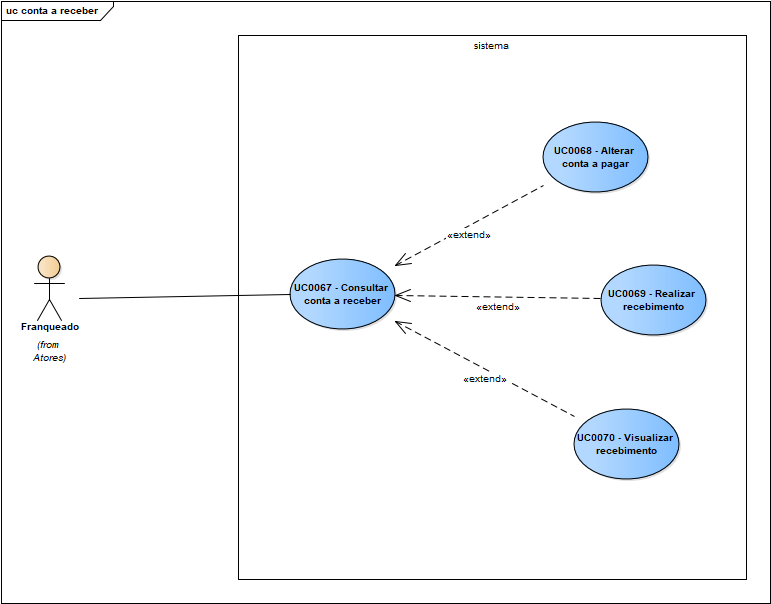 uc conta a receber
sistema
UC0068 - Alterar
conta a pagar
«extend»
UC0067 - Consultar
conta a receber
UC0069 - Realizar
recebimento
«extend»
Franqueado
(from
Atores)
«extend»
UC0070 - Visualizar
recebimento